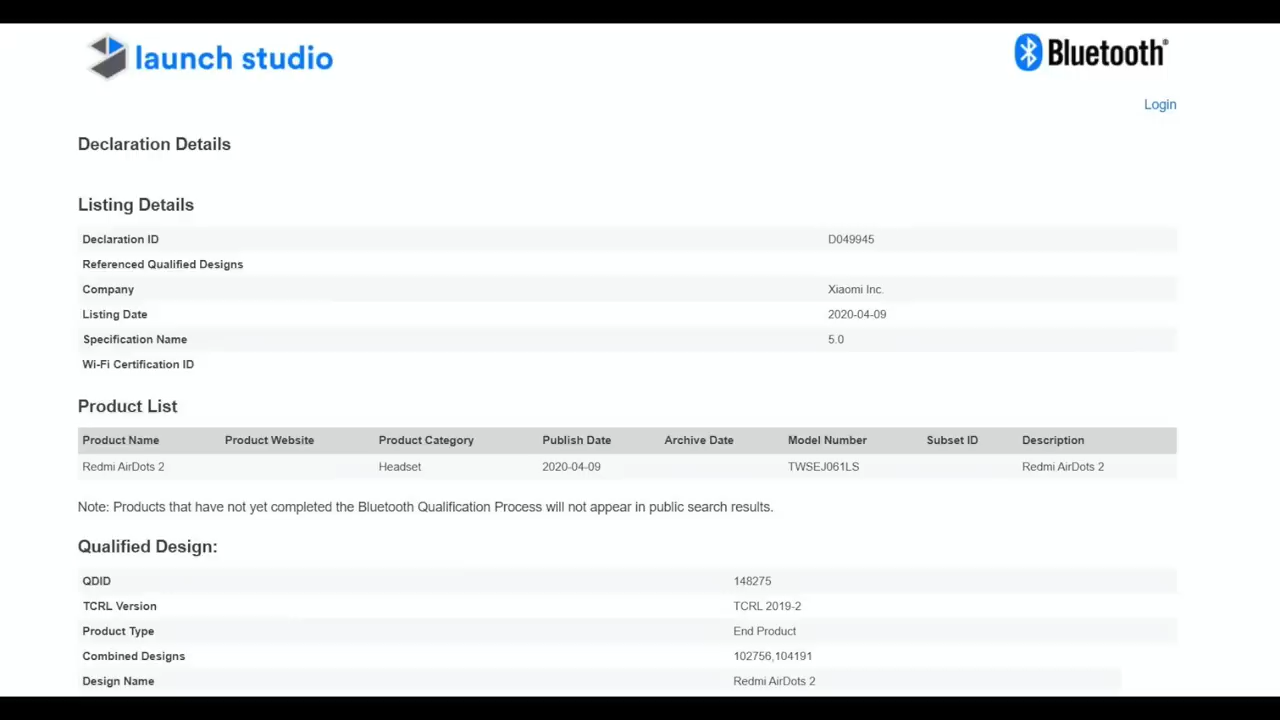 launch studio
Bluetooth®
Login
Declaration Details
Listing Details
Declaration ID D049945
Referenced Qualified Designs
Company Xiaomi Inc.
Listing Date 2020-04-09
Specification Name 5.0
Wi-Fi Certification ID
Product List
Product Name Product Website Product Category Publish Date Archive Date Model Number Subset ID Description
Redmi AirDots 2 Headset 2020-04-09 TWSEJ061LS Redmi AirDots 2
Note: Products that have not yet completed the Bluetooth Qualification Process will not appear in public search results.
Qualified Design:
QDID 148275
TCRL Version TCRL 2019-2
Product Type End Product
Combined Designs 102756,104191
Design Name Redmi AirDots 2